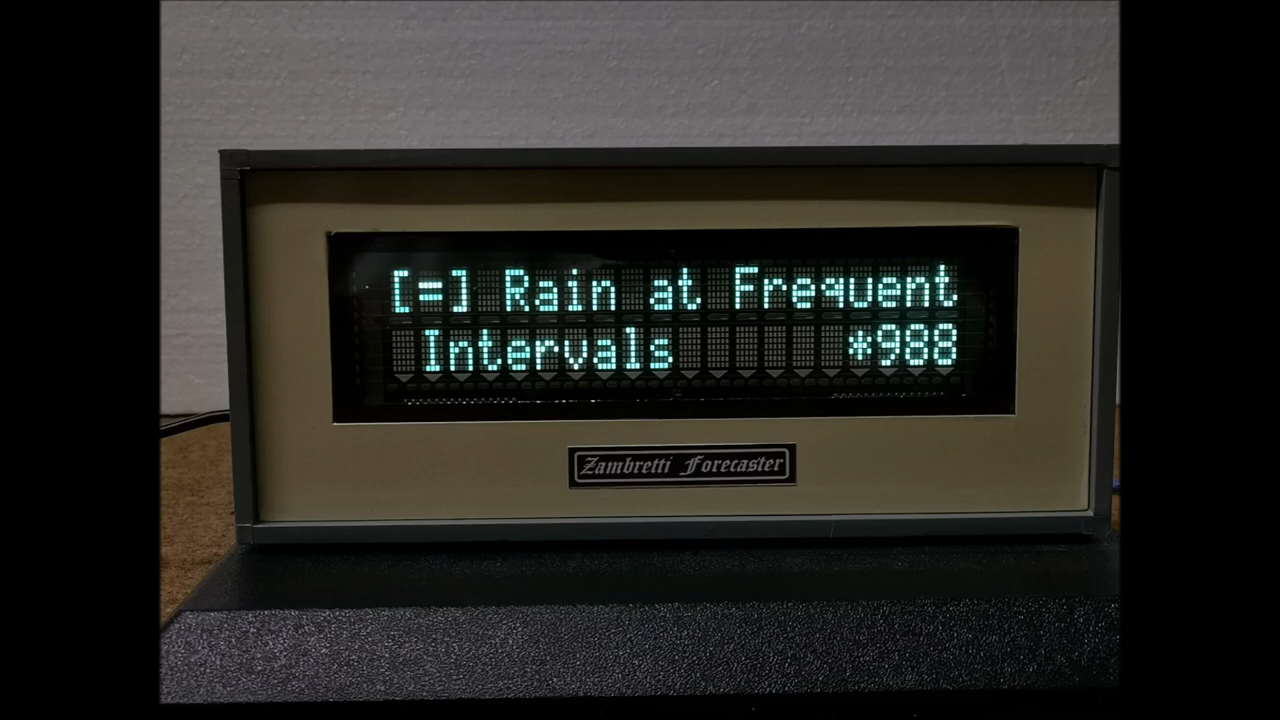 [=] Rain at Frequent
Intervals *988
Zambretti Forecaster